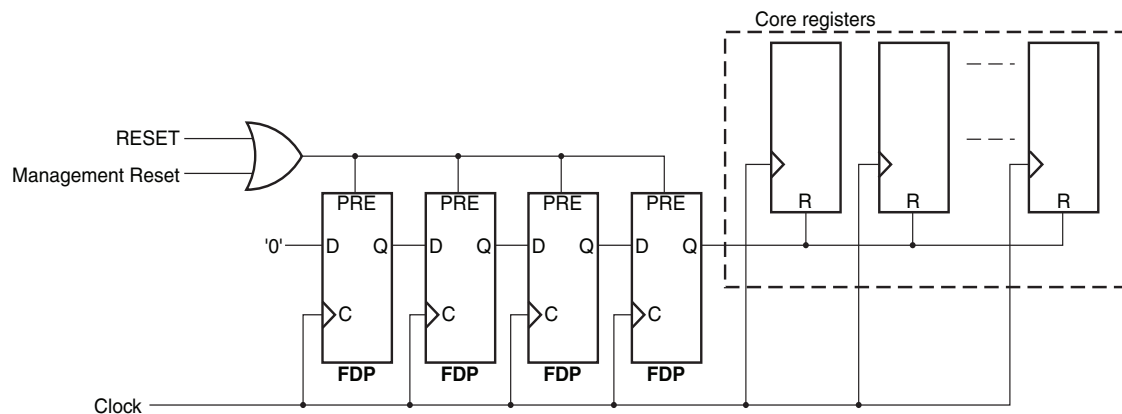 Core registers
RESET
Management Reset
PRE PRE PRE PRE
R R R
'0' D Q D Q D Q D Q
C C C C
FDP FDP FDP FDP
Clock